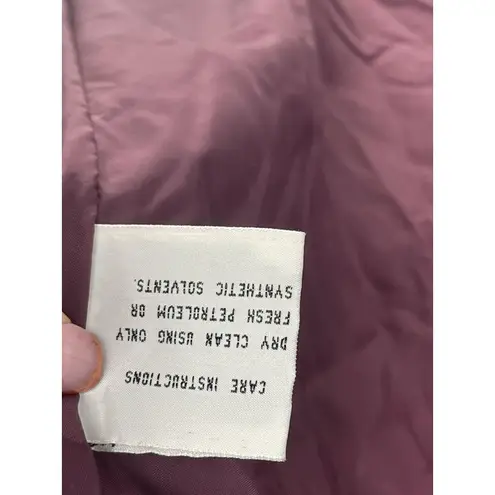 CARE INSTRUCTIONS
DRY CLEAN USING ONLY
FRESH PETROLEUM OR
SYNTHETIC SOLVENTS.